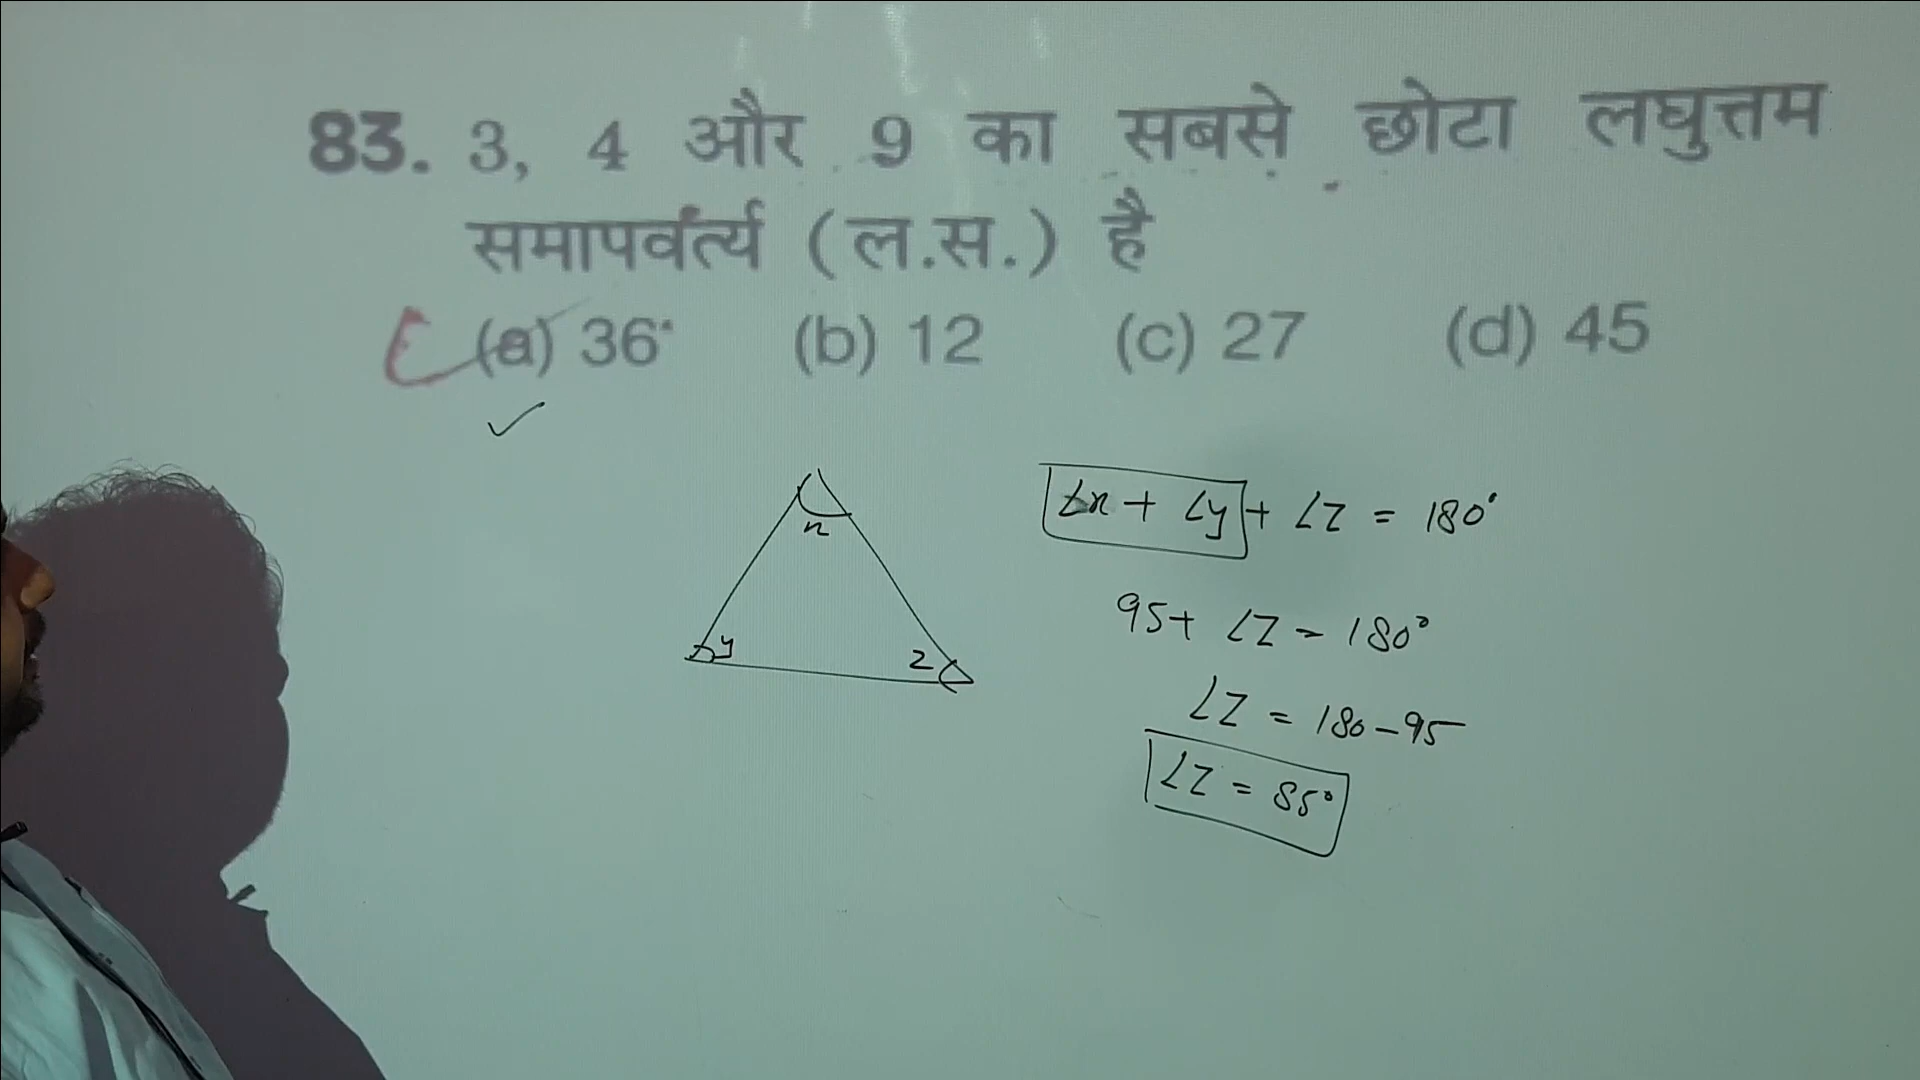 83. 3, 4 और 9 का सबसे छोटा लघुत्तम
समापवर्त्य (ल.स.) है
(a) 36 (b) 12 (c) 27 (d) 45
x
y
z
∠x + ∠y + ∠z = 180°
95 + ∠z = 180°
∠z = 180 - 95
∠z = 85°